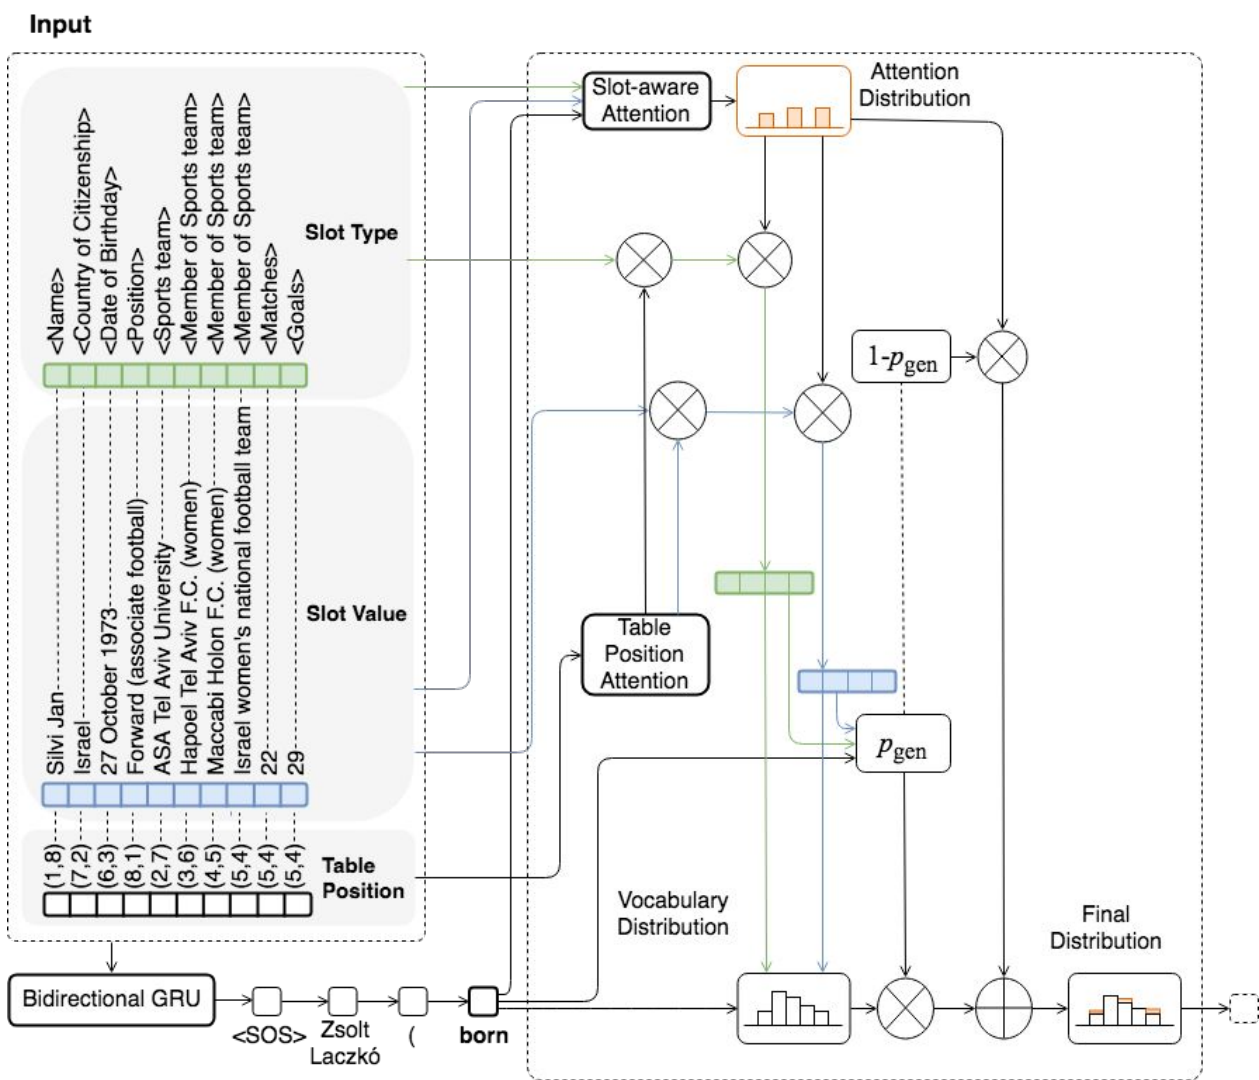 Input
<Name>
<Country of Citizenship>
<Date of Birthday>
<Position>
<Sports team>
<Member of Sports team>
<Member of Sports team>
<Member of Sports team>
<Matches>
<Goals>
Slot Type
Silvi Jan
Israel
27 October 1973
Forward (associate football)
ASA Tel Aviv University
Hapoel Tel Aviv F.C. (women)
Maccabi Holon F.C. (women)
Israel women's national football team
22
29
Slot Value
(1,8)
(7,2)
(6,3)
(8,1)
(2,7)
(3,6)
(4,5)
(5,4)
(5,4)
(5,4)
Table
Position
Bidirectional GRU
<SOS>
Zsolt
Laczkó
(
born
Slot-aware
Attention
Attention
Distribution
1-pgen
Table
Position
Attention
pgen
Vocabulary
Distribution
Final
Distribution